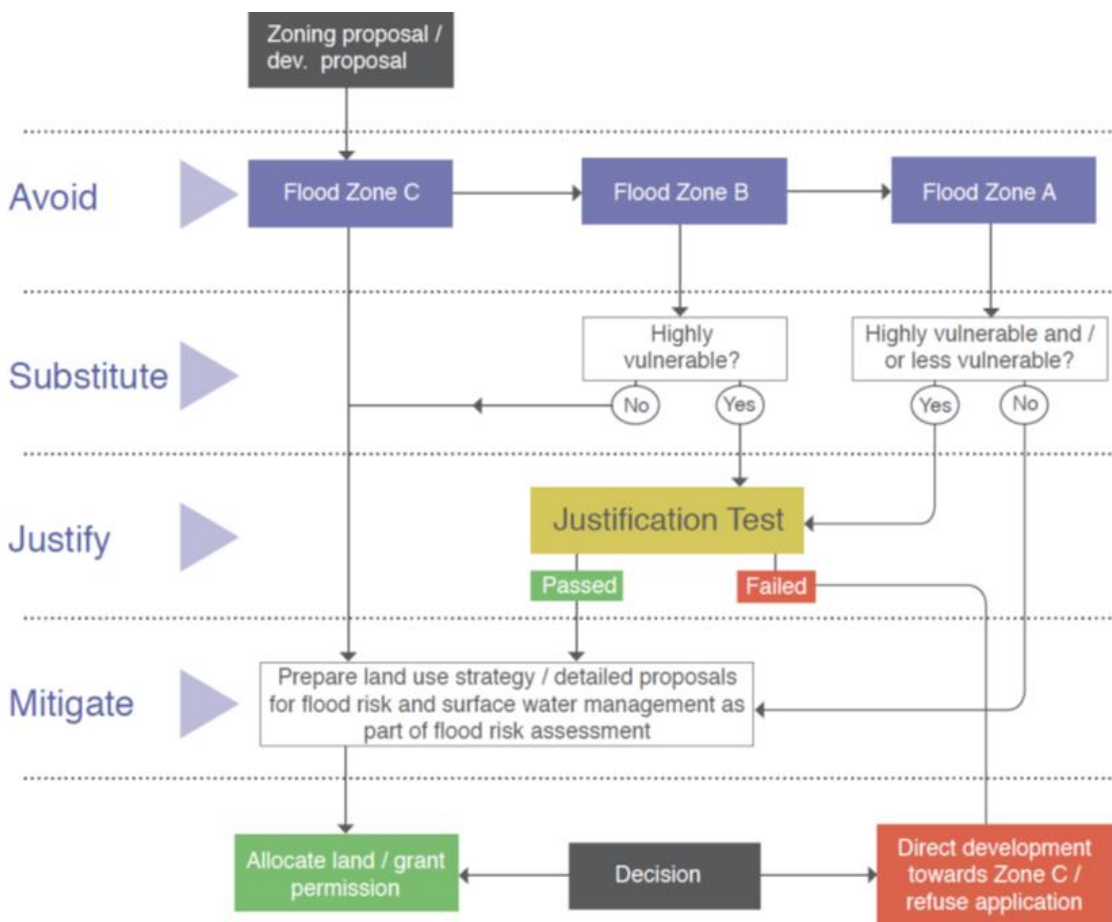 Zoning proposal /
dev. proposal
Avoid
Flood Zone C
Flood Zone B
Flood Zone A
Substitute
Highly
vulnerable?
No
Yes
Highly vulnerable and /
or less vulnerable?
Yes
No
Justify
Justification Test
Passed
Failed
Mitigate
Prepare land use strategy / detailed proposals
for flood risk and surface water management as
part of flood risk assessment
Allocate land / grant
permission
Decision
Direct development
towards Zone C /
refuse application